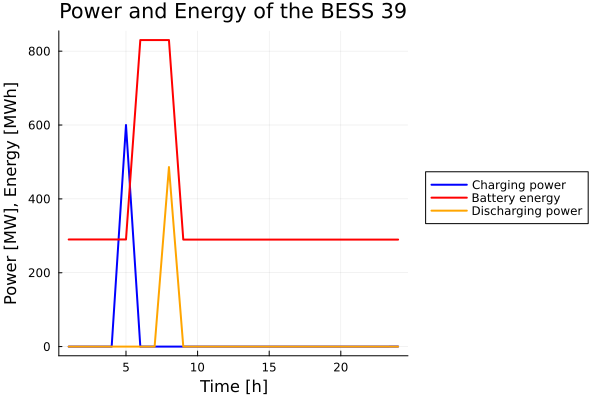 Power and Energy of the BESS 39
Power [MW], Energy [MWh]
800
600
400
200
0
5
10
15
20
Time [h]
Charging power
Battery energy
Discharging power